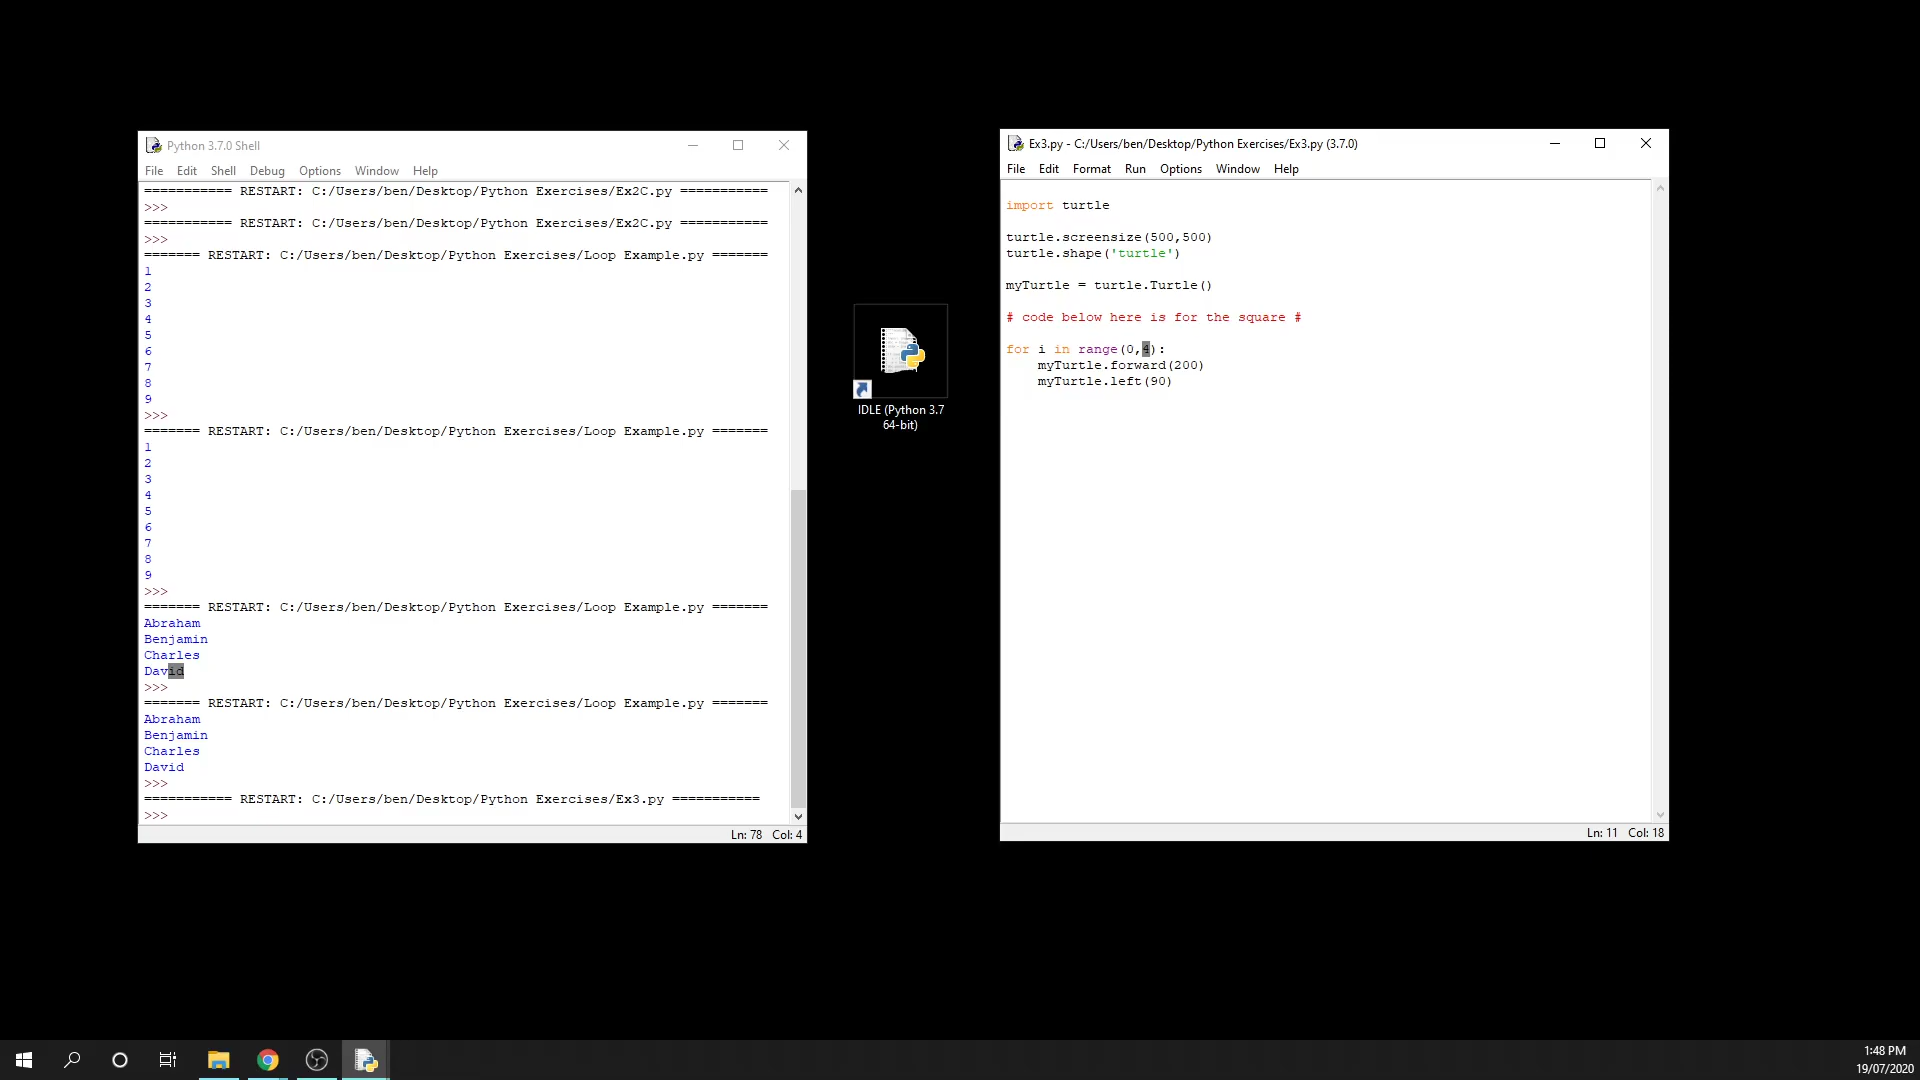 Python 3.7.0 Shell
File Edit Shell Debug Options Window Help
=========== RESTART: C:/Users/ben/Desktop/Python Exercises/Ex2C.py ===========
>>>
=========== RESTART: C:/Users/ben/Desktop/Python Exercises/Ex2C.py ===========
>>>
======= RESTART: C:/Users/ben/Desktop/Python Exercises/Loop Example.py =======
1
2
3
4
5
6
7
8
9
>>>
======= RESTART: C:/Users/ben/Desktop/Python Exercises/Loop Example.py =======
1
2
3
4
5
6
7
8
9
>>>
======= RESTART: C:/Users/ben/Desktop/Python Exercises/Loop Example.py =======
Abraham
Benjamin
Charles
David
>>>
======= RESTART: C:/Users/ben/Desktop/Python Exercises/Loop Example.py =======
Abraham
Benjamin
Charles
David
>>>
=========== RESTART: C:/Users/ben/Desktop/Python Exercises/Ex3.py ===========
>>>
Ln: 78 Col: 4
IDLE (Python 3.7
64-bit)
Ex3.py - C:/Users/ben/Desktop/Python Exercises/Ex3.py (3.7.0)
File Edit Format Run Options Window Help
import turtle
turtle.screensize(500,500)
turtle.shape('turtle')
myTurtle = turtle.Turtle()
# code below here is for the square #
for i in range(0,4):
    myTurtle.forward(200)
    myTurtle.left(90)
Ln: 11 Col: 18
1:48 PM
19/07/2020